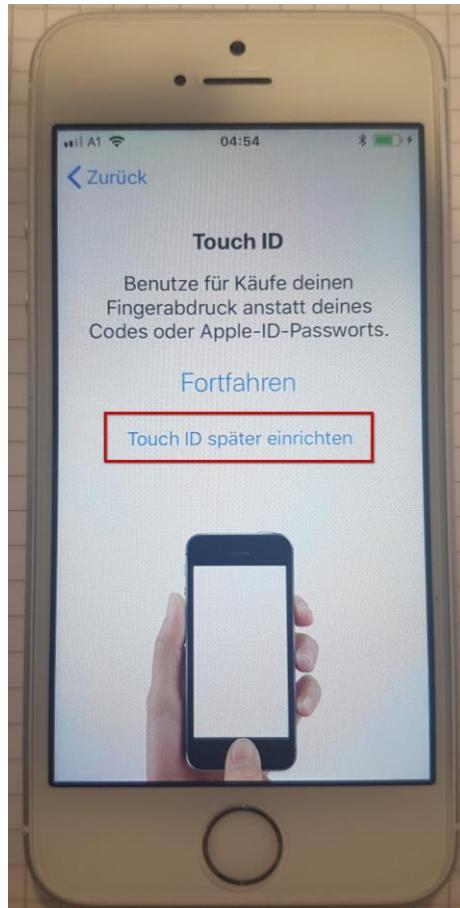 A1 04:54
Zurück
Touch ID
Benutze für Käufe deinen
Fingerabdruck anstatt deines
Codes oder Apple-ID-Passworts.
Fortfahren
Touch ID später einrichten